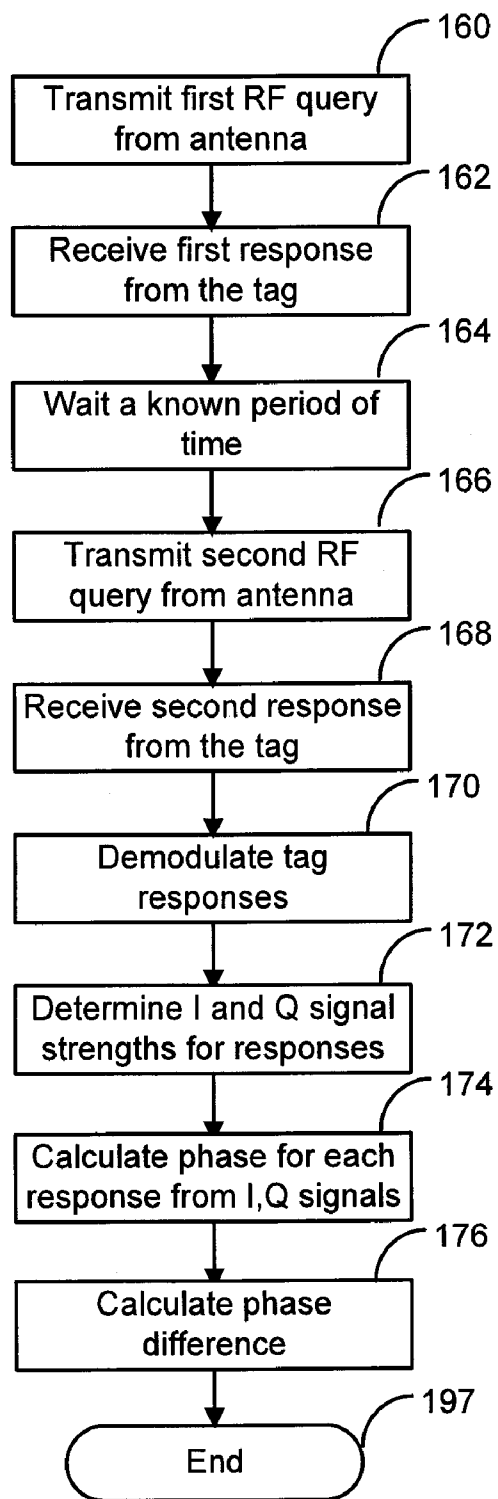 160
Transmit first RF query
from antenna
162
Receive first response
from the tag
164
Wait a known period of
time
166
Transmit second RF
query from antenna
168
Receive second response
from the tag
170
Demodulate tag
responses
172
Determine I and Q signal
strengths for responses
174
Calculate phase for each
response from I,Q signals
176
Calculate phase
difference
197
End